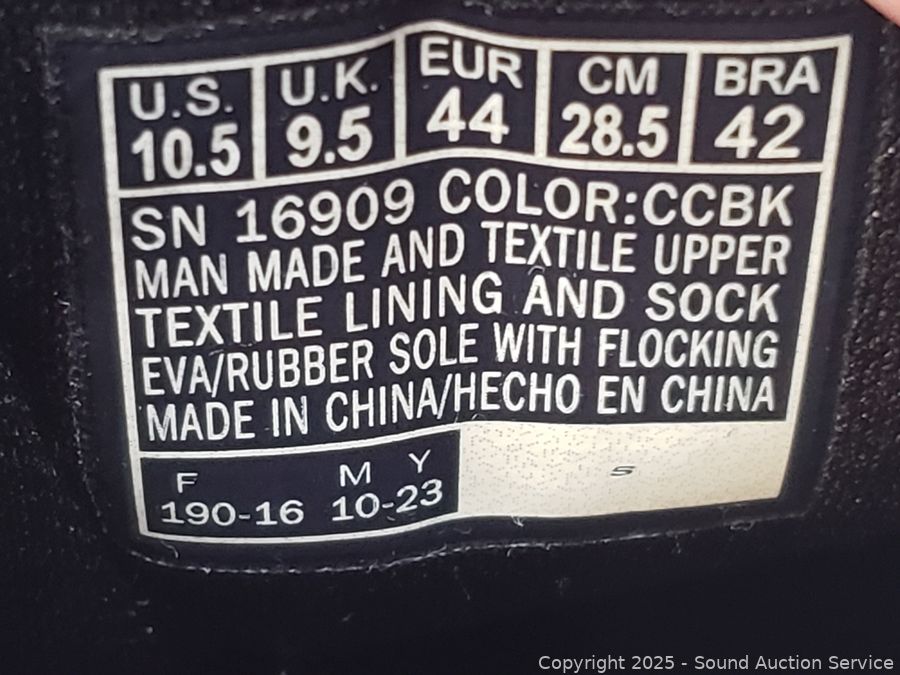 U.S. U.K. EUR CM BRA
10.5 9.5 44 28.5 42
SN 16909 COLOR:CCBK
MAN MADE AND TEXTILE UPPER
TEXTILE LINING AND SOCK
EVA/RUBBER SOLE WITH FLOCKING
MADE IN CHINA/HECHO EN CHINA
F M Y
190-16 10-23
S
Copyright 2025 - Sound Auction Service